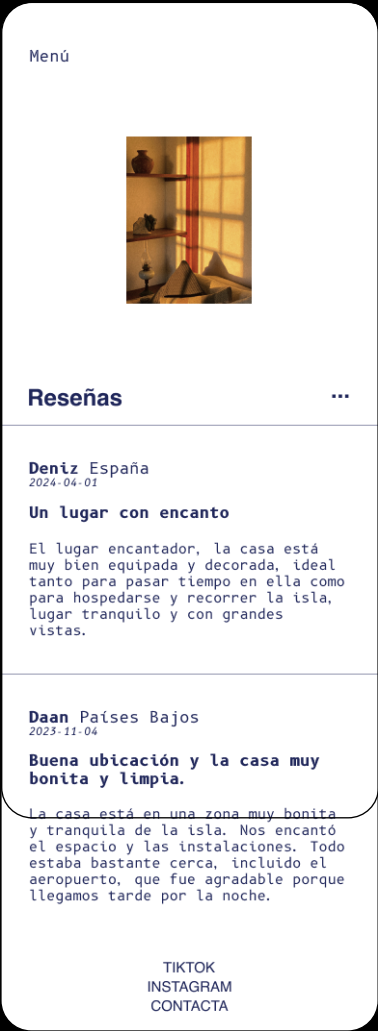 Menú
Reseñas ...
Deniz España
2024-04-01
Un lugar con encanto
El lugar encantador, la casa está
muy bien equipada y decorada, ideal
tanto para pasar tiempo en ella como
para hospedarse y recorrer la isla,
lugar tranquilo y con grandes
vistas.
Daan Países Bajos
2023-11-04
Buena ubicación y la casa muy
bonita y limpia.
La casa está en una zona muy bonita
y tranquila de la isla. Nos encantó
el espacio y las instalaciones. Todo
estaba bastante cerca, incluido el
aeropuerto, que fue agradable porque
llegamos tarde por la noche.
TIKTOK
INSTAGRAM
CONTACTA